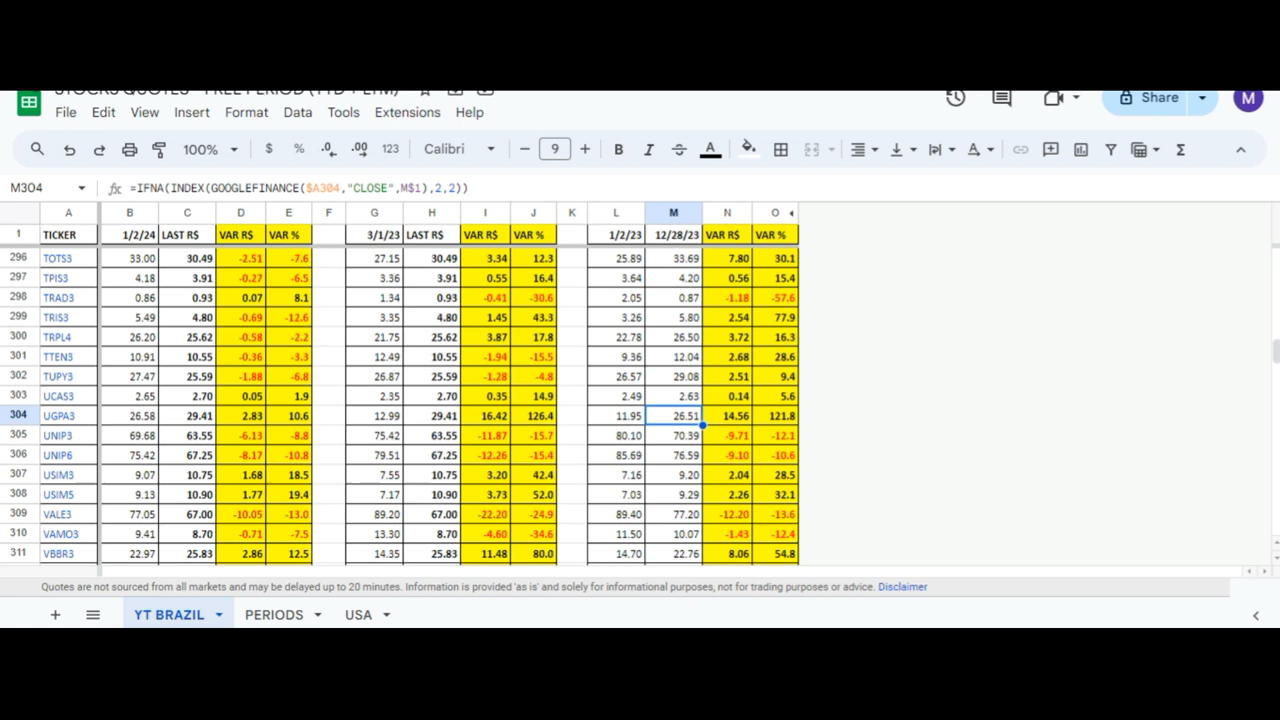 STOCKS QUOTES - FREE PERIOD (YTD + LTM)
File Edit View Insert Format Data Tools Extensions Help
Share M
100% $ % .0 .00 123 Calibri 9 B I A
M304 fx =IFNA(INDEX(GOOGLEFINANCE($A304,"CLOSE",M$1),2,2))
A B C D E F G H I J K L M N O
1 TICKER 1/2/24 LAST R$ VAR R$ VAR % 3/1/23 LAST R$ VAR R$ VAR % 1/2/23 12/28/23 VAR R$ VAR %
296 TOTS3 33.00 30.49 -2.51 -7.6 27.15 30.49 3.34 12.3 25.89 33.69 7.80 30.1
297 TPIS3 4.18 3.91 -0.27 -6.5 3.36 3.91 0.55 16.4 3.64 4.20 0.56 15.4
298 TRAD3 0.86 0.93 0.07 8.1 1.34 0.93 -0.41 -30.6 2.05 0.87 -1.18 -57.6
299 TRIS3 5.49 4.80 -0.69 -12.6 3.35 4.80 1.45 43.3 3.26 5.80 2.54 77.9
300 TRPL4 26.20 25.62 -0.58 -2.2 21.75 25.62 3.87 17.8 22.78 26.50 3.72 16.3
301 TTEN3 10.91 10.55 -0.36 -3.3 12.49 10.55 -1.94 -15.5 9.36 12.04 2.68 28.6
302 TUPY3 27.47 25.59 -1.88 -6.8 26.87 25.59 -1.28 -4.8 26.57 29.08 2.51 9.4
303 UCAS3 2.65 2.70 0.05 1.9 2.35 2.70 0.35 14.9 2.49 2.63 0.14 5.6
304 UGPA3 26.58 29.41 2.83 10.6 12.99 29.41 16.42 126.4 11.95 26.51 14.56 121.8
305 UNIP3 69.68 63.55 -6.13 -8.8 75.42 63.55 -11.87 -15.7 80.10 70.39 -9.71 -12.1
306 UNIP6 75.42 67.25 -8.17 -10.8 79.51 67.25 -12.26 -15.4 85.69 76.59 -9.10 -10.6
307 USIM3 9.07 10.75 1.68 18.5 7.55 10.75 3.20 42.4 7.16 9.20 2.04 28.5
308 USIM5 9.13 10.90 1.77 19.4 7.17 10.90 3.73 52.0 7.03 9.29 2.26 32.1
309 VALE3 77.05 67.00 -10.05 -13.0 89.20 67.00 -22.20 -24.9 89.40 77.20 -12.20 -13.6
310 VAMO3 9.41 8.70 -0.71 -7.5 13.30 8.70 -4.60 -34.6 11.50 10.07 -1.43 -12.4
311 VBBR3 22.97 25.83 2.86 12.5 14.35 25.83 11.48 80.0 14.70 22.76 8.06 54.8
Quotes are not sourced from all markets and may be delayed up to 20 minutes. Information is provided 'as is' and solely for informational purposes, not for trading purposes or advice. Disclaimer
YT BRAZIL PERIODS USA